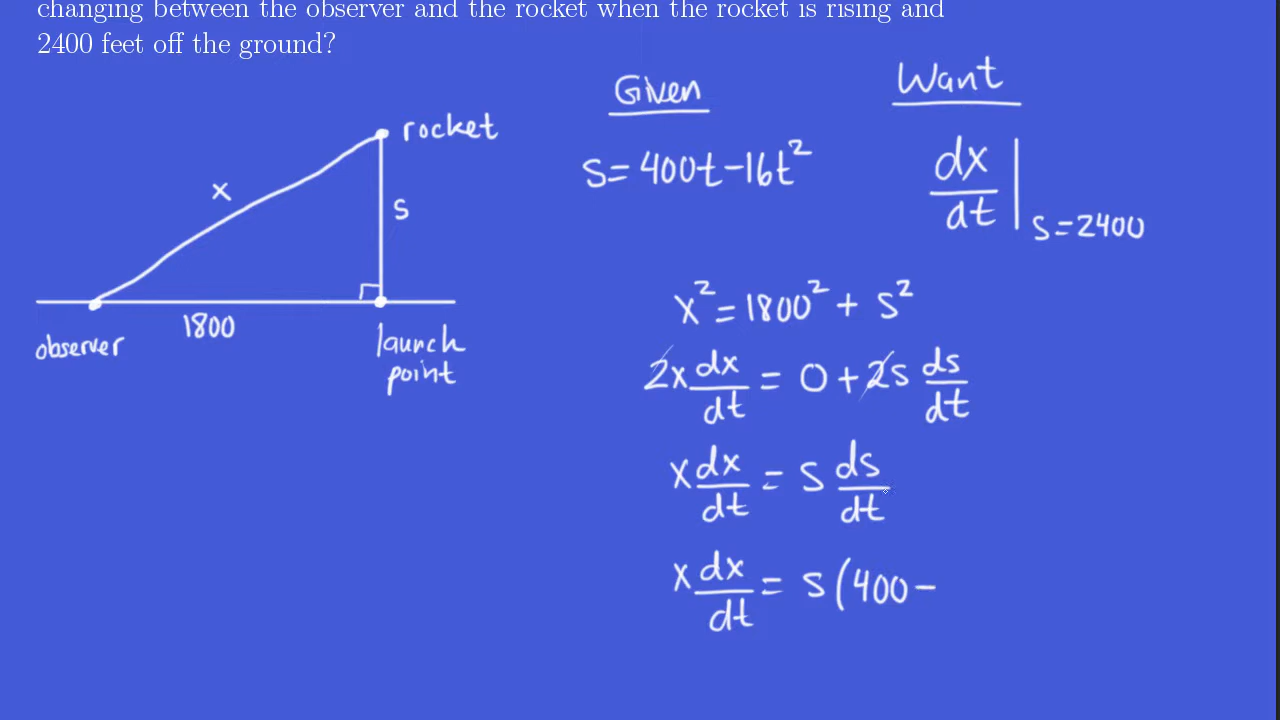 changing between the observer and the rocket when the rocket is rising and
2400 feet off the ground?
Given
Want
rocket
x
s
1800
observer
launch
point
s=400t-16t²
dx/dt | s=2400
x²=1800²+s²
2x dx/dt = 0+2s ds/dt
x dx/dt = s ds/dt
x dx/dt = s(400-